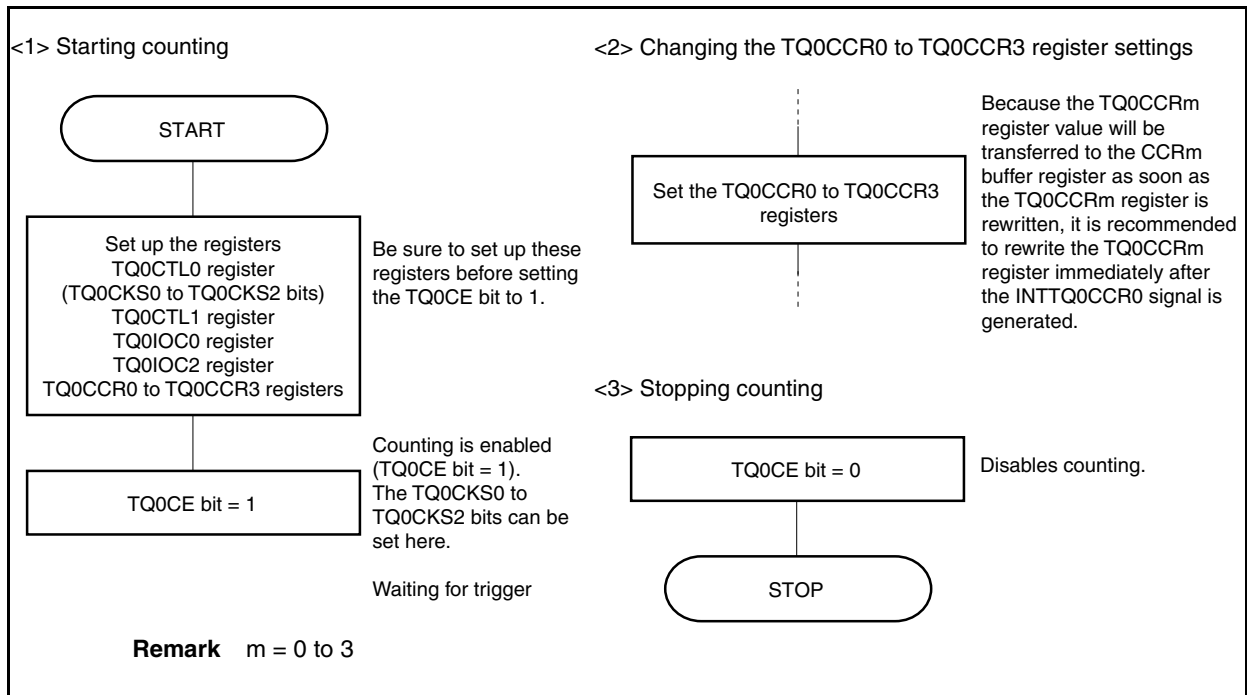 <1> Starting counting
START
Set up the registers
TQ0CTL0 register
(TQ0CKS0 to TQ0CKS2 bits)
TQ0CTL1 register
TQ0IOC0 register
TQ0IOC2 register
TQ0CCR0 to TQ0CCR3 registers
Be sure to set up these
registers before setting
the TQ0CE bit to 1.
TQ0CE bit = 1
Counting is enabled
(TQ0CE bit = 1).
The TQ0CKS0 to
TQ0CKS2 bits can be
set here.
Waiting for trigger
<2> Changing the TQ0CCR0 to TQ0CCR3 register settings
Set the TQ0CCR0 to TQ0CCR3
registers
Because the TQ0CCRm
register value will be
transferred to the CCRm
buffer register as soon as
the TQ0CCRm register is
rewritten, it is recommended
to rewrite the TQ0CCRm
register immediately after
the INTTQ0CCR0 signal is
generated.
<3> Stopping counting
TQ0CE bit = 0
Disables counting.
STOP
Remark m = 0 to 3